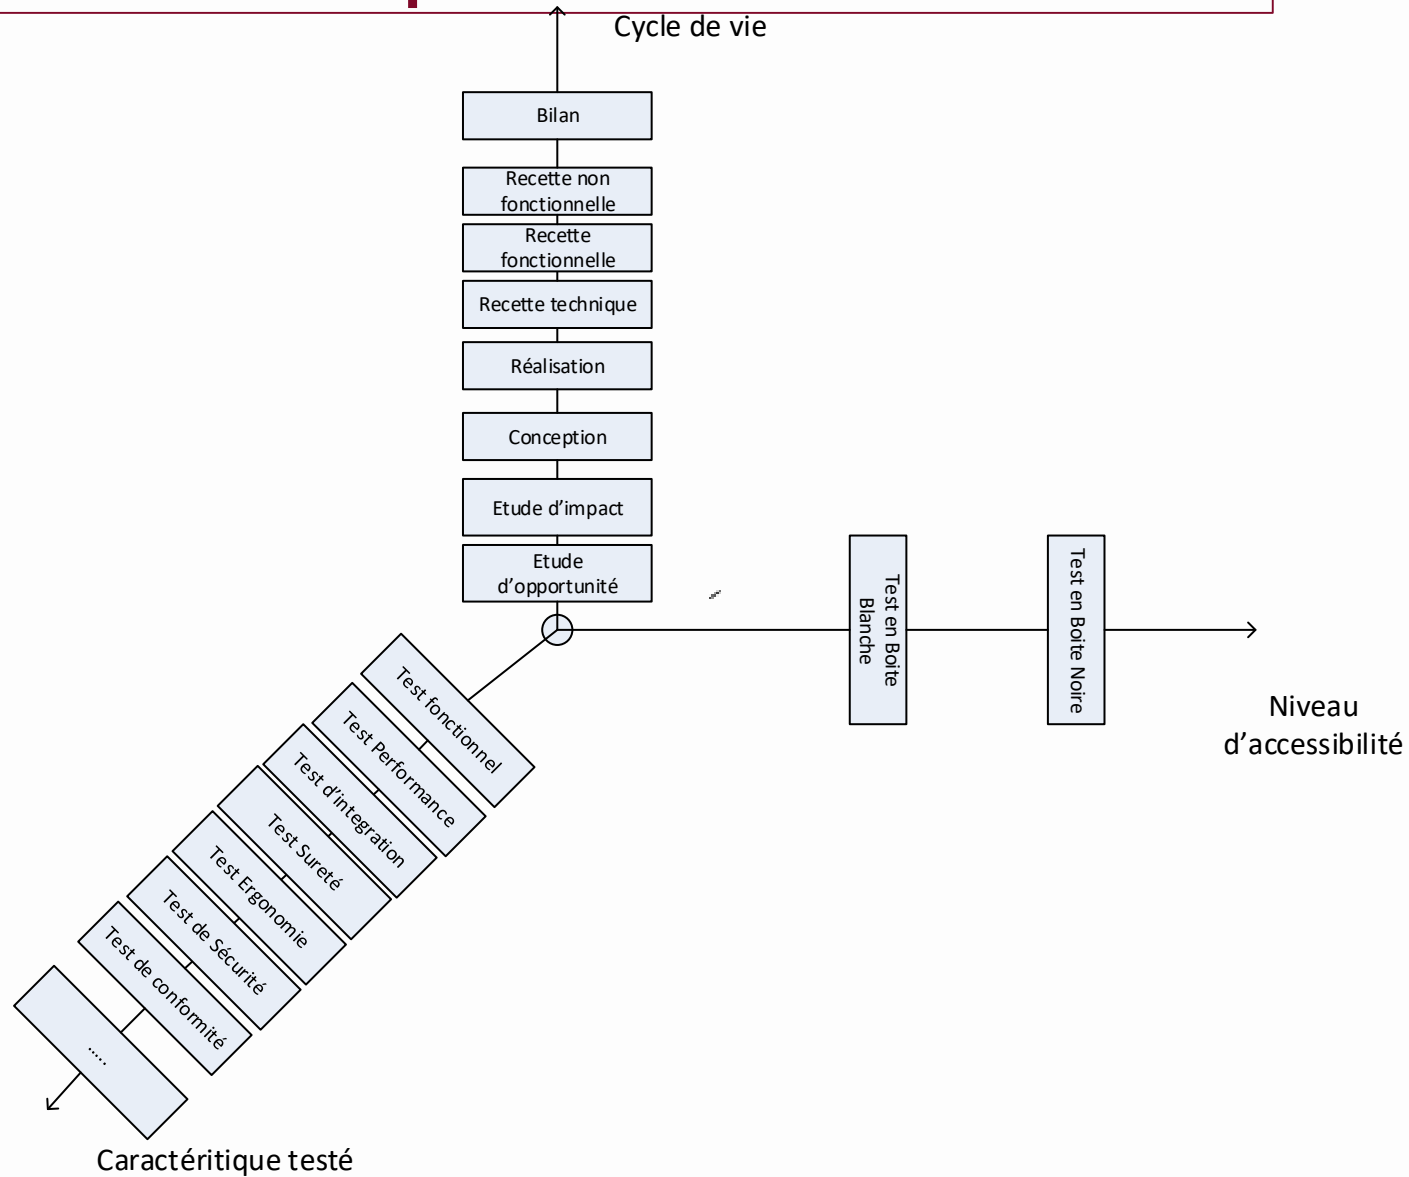 Cycle de vie
Bilan
Recette non
fonctionnelle
Recette
fonctionnelle
Recette technique
Réalisation
Conception
Etude d’impact
Etude
d’opportunité
Test en Boite
Blanche
Test en Boite Noire
Niveau
d’accessibilité
Test fonctionnel
Test Performance
Test d’integration
Test Sureté
Test Ergonomie
Test de Sécurité
Test de conformité
.....
Caractéritique testé